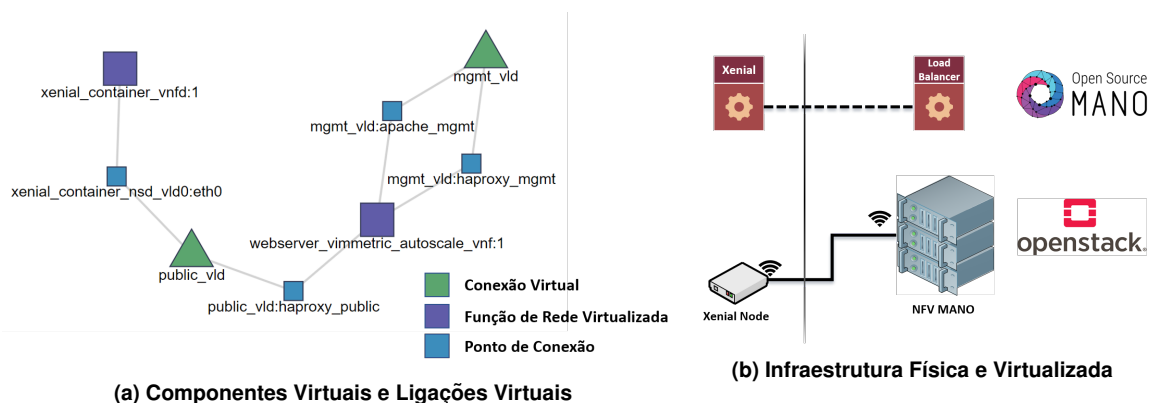 xenial_container_vnfd:1
mgmt_vld
mgmt_vld:apache_mgmt
mgmt_vld:haproxy_mgmt
xenial_container_nsd_vld0:eth0
webserver_vimmetric_autoscale_vnf:1
public_vld
public_vld:haproxy_public
Conexão Virtual
Função de Rede Virtualizada
Ponto de Conexão
(a) Componentes Virtuais e Ligações Virtuais
Xenial
Load
Balancer
Open Source
MANO
openstack.
Xenial Node
NFV MANO
(b) Infraestrutura Física e Virtualizada